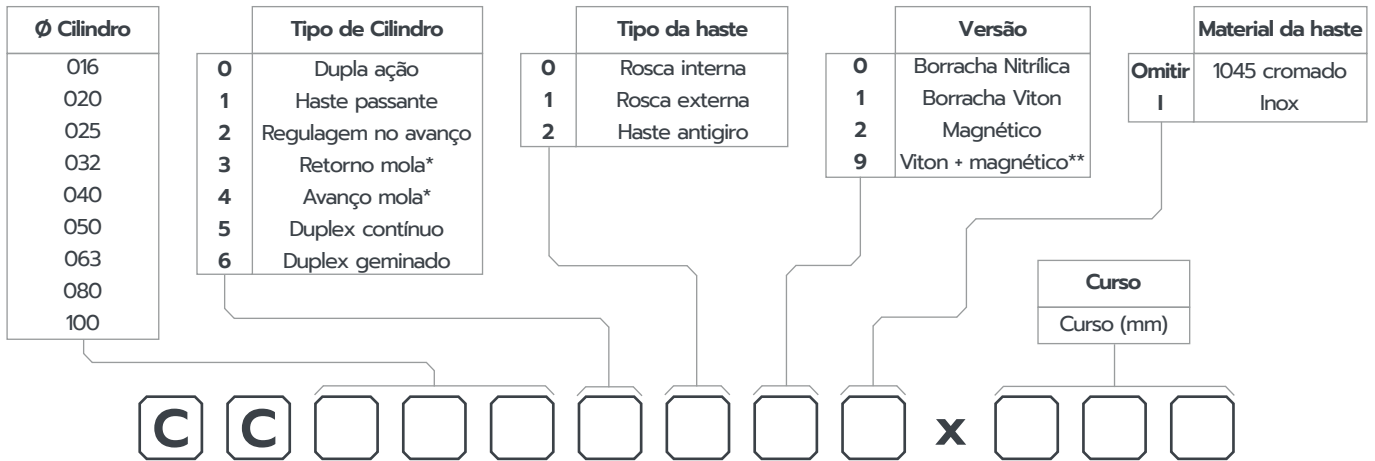 Ø Cilindro
016
020
025
032
040
050
063
080
100
Tipo de Cilindro
0 Dupla ação
1 Haste passante
2 Regulagem no avanço
3 Retorno mola*
4 Avanço mola*
5 Duplex contínuo
6 Duplex geminado
Tipo da haste
0 Rosca interna
1 Rosca externa
2 Haste antigiro
Versão
0 Borracha Nitrílica
1 Borracha Viton
2 Magnético
9 Viton + magnético**
Material da haste
Omitir 1045 cromado
I Inox
Curso
Curso (mm)
C C x